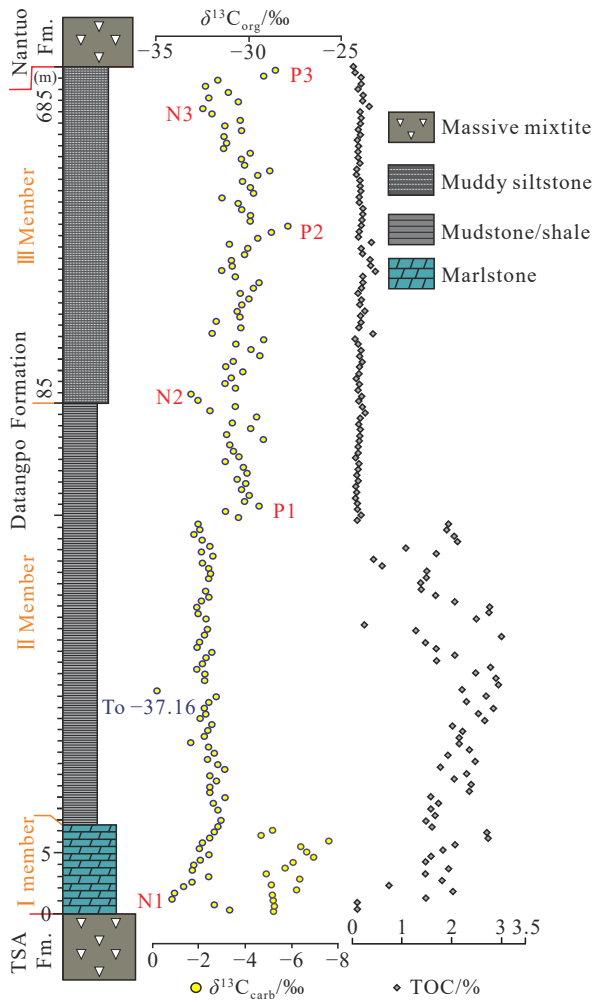 δ¹³Corg/‰
−35 −30 −25
Nantuo
Fm.
(m)
685
P3
N3
P2
N2
P1
To −37.16
N1
Massive mixtite
Muddy siltstone
Mudstone/shale
Marlstone
III Member
85
Datangpo Formation
II Member
I member
5
0
TSA
Fm.
0 −2 −4 −6 −8
0 1 2 3 3.5
δ¹³Ccarb/‰
TOC/%